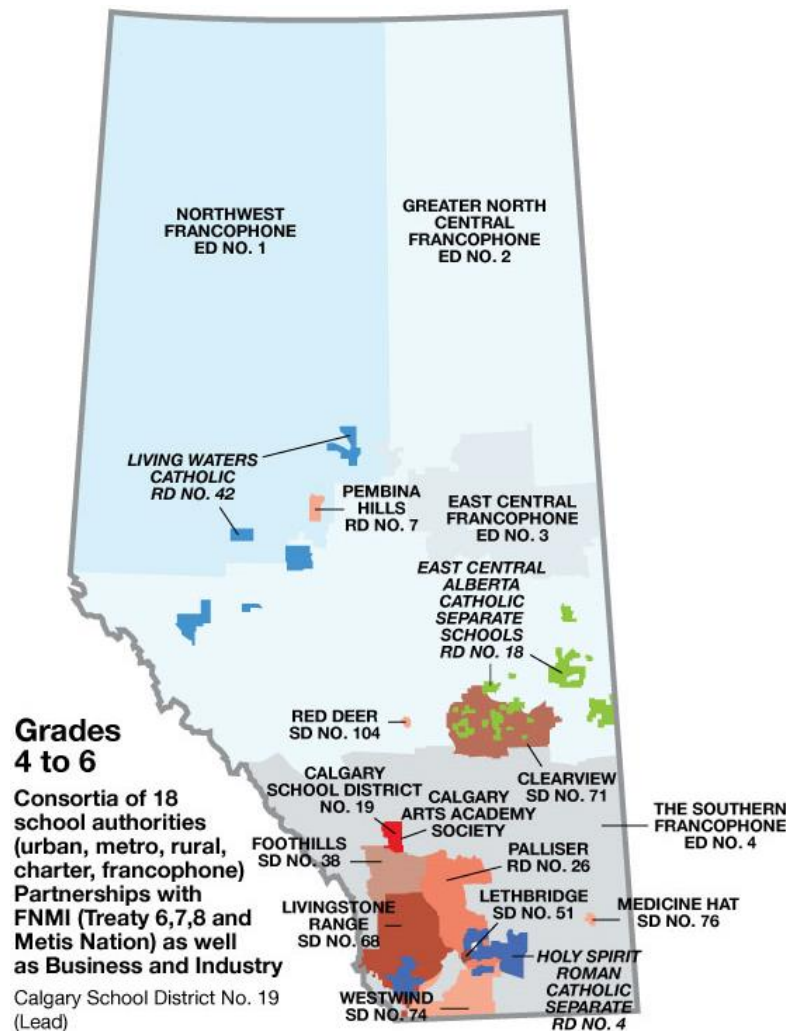 NORTHWEST
FRANCOPHONE
ED NO. 1
GREATER NORTH
CENTRAL
FRANCOPHONE
ED NO. 2
LIVING WATERS
CATHOLIC
RD NO. 42
PEMBINA
HILLS
RD NO. 7
EAST CENTRAL
FRANCOPHONE
ED NO. 3
EAST CENTRAL
ALBERTA
CATHOLIC
SEPARATE
SCHOOLS
RD NO. 18
RED DEER
SD NO. 104
CLEARVIEW
SD NO. 71
CALGARY
SCHOOL DISTRICT
NO. 19
CALGARY
ARTS ACADEMY
SOCIETY
THE SOUTHERN
FRANCOPHONE
ED NO. 4
FOOTHILLS
SD NO. 38
PALLISER
RD NO. 26
LETHBRIDGE
SD NO. 51
MEDICINE HAT
SD NO. 76
LIVINGSTONE
RANGE
SD NO. 68
HOLY SPIRIT
ROMAN
CATHOLIC
SEPARATE
RD NO. 4
WESTWIND
SD NO. 74
Grades
4 to 6
Consortia of 18
school authorities
(urban, metro, rural,
charter, francophone)
Partnerships with
FNMI (Treaty 6,7,8 and
Metis Nation) as well
as Business and Industry
Calgary School District No. 19
(Lead)